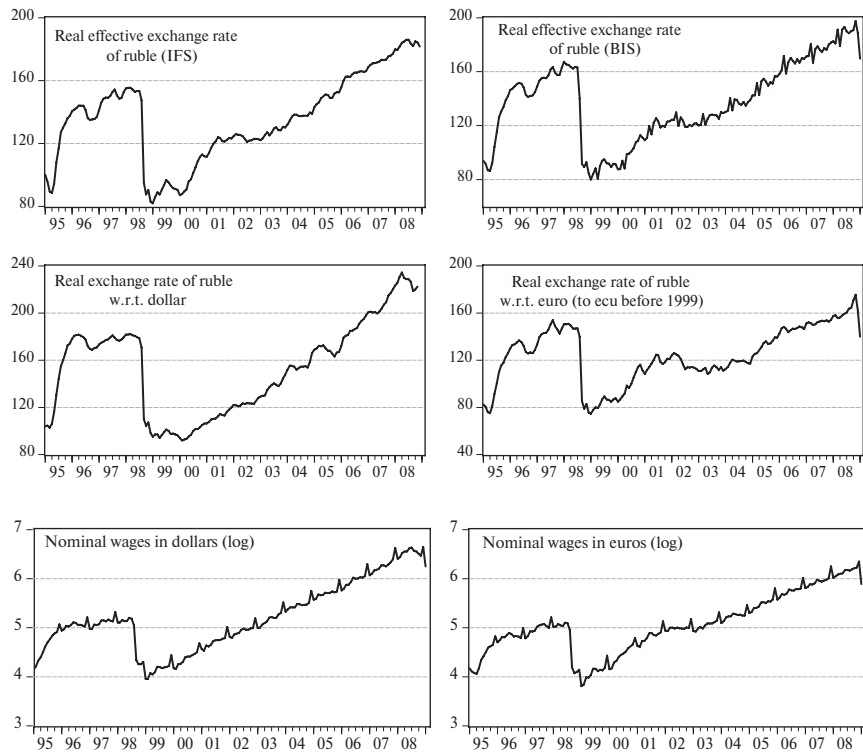 Real effective exchange rate
of ruble (IFS)
200
160
120
80
95 96 97 98 99 00 01 02 03 04 05 06 07 08
Real effective exchange rate
of ruble (BIS)
200
160
120
80
95 96 97 98 99 00 01 02 03 04 05 06 07 08
Real exchange rate of ruble
w.r.t. dollar
240
200
160
120
80
95 96 97 98 99 00 01 02 03 04 05 06 07 08
Real exchange rate of ruble
w.r.t. euro (to ecu before 1999)
200
160
120
80
40
95 96 97 98 99 00 01 02 03 04 05 06 07 08
Nominal wages in dollars (log)
7
6
5
4
3
95 96 97 98 99 00 01 02 03 04 05 06 07 08
Nominal wages in euros (log)
7
6
5
4
3
95 96 97 98 99 00 01 02 03 04 05 06 07 08